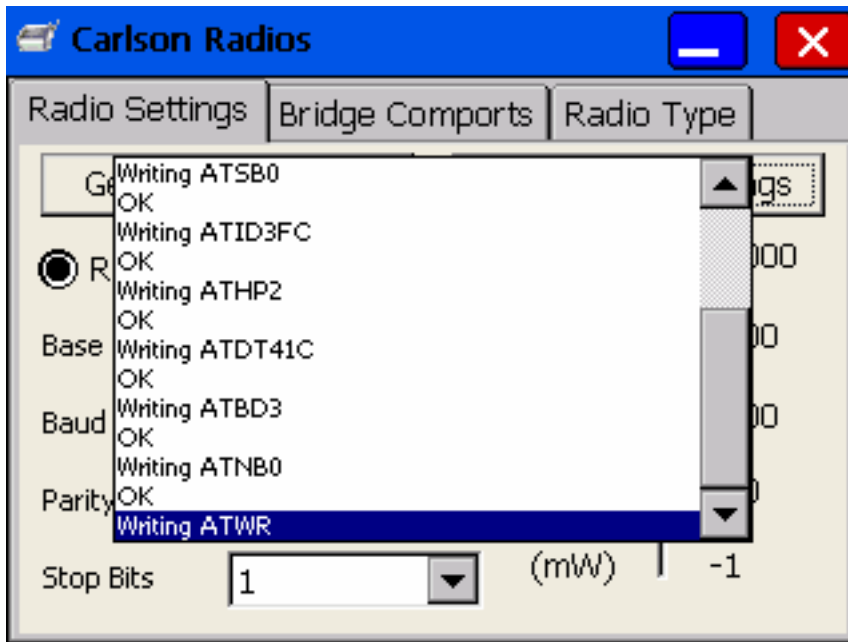 Carlson Radios
Radio Settings Bridge Comports Radio Type
Writing ATSB0
OK
Writing ATID3FC
OK
Writing ATHP2
OK
Writing ATDT41C
OK
Writing ATBD3
OK
Writing ATNB0
OK
Writing ATWR
Base
Baud
Parity
Stop Bits 1 (mW) -1